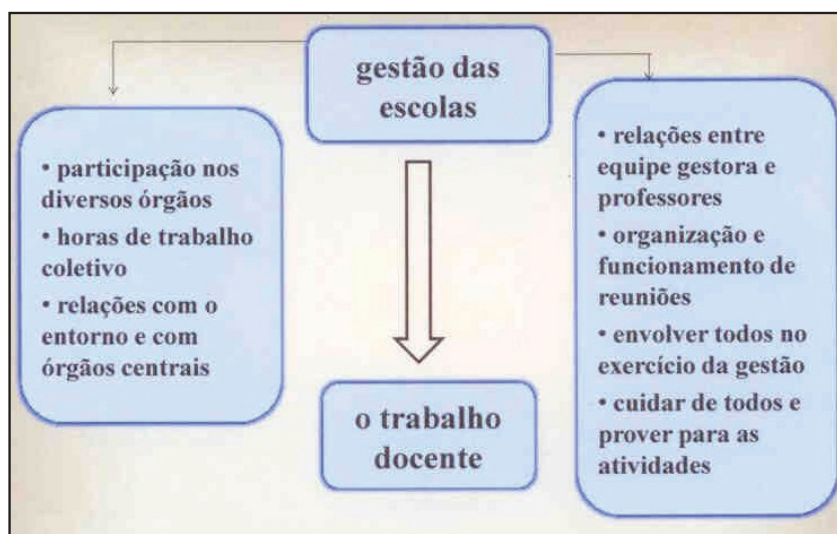 gestão das
escolas
• participação nos
diversos órgãos
• horas de trabalho
coletivo
• relações com o
entorno e com
órgãos centrais
• relações entre
equipe gestora e
professores
• organização e
funcionamento de
reuniões
• envolver todos no
exercício da gestão
• cuidar de todos e
prover para as
atividades
o trabalho
docente